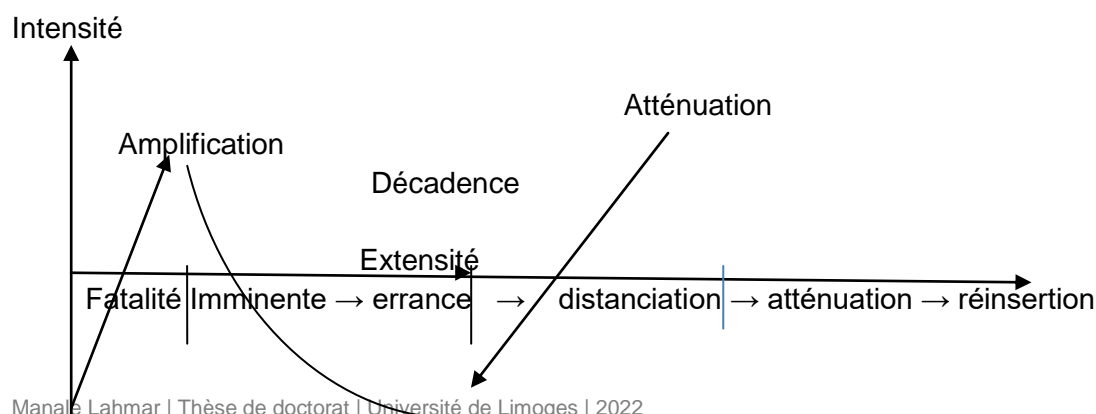 Intensité
Atténuation
Amplification
Décadence
Extensité
Fatalité Imminente → errance → distanciation → atténuation → réinsertion
Manale Lahmar | Thèse de doctorat | Université de Limoges | 2022